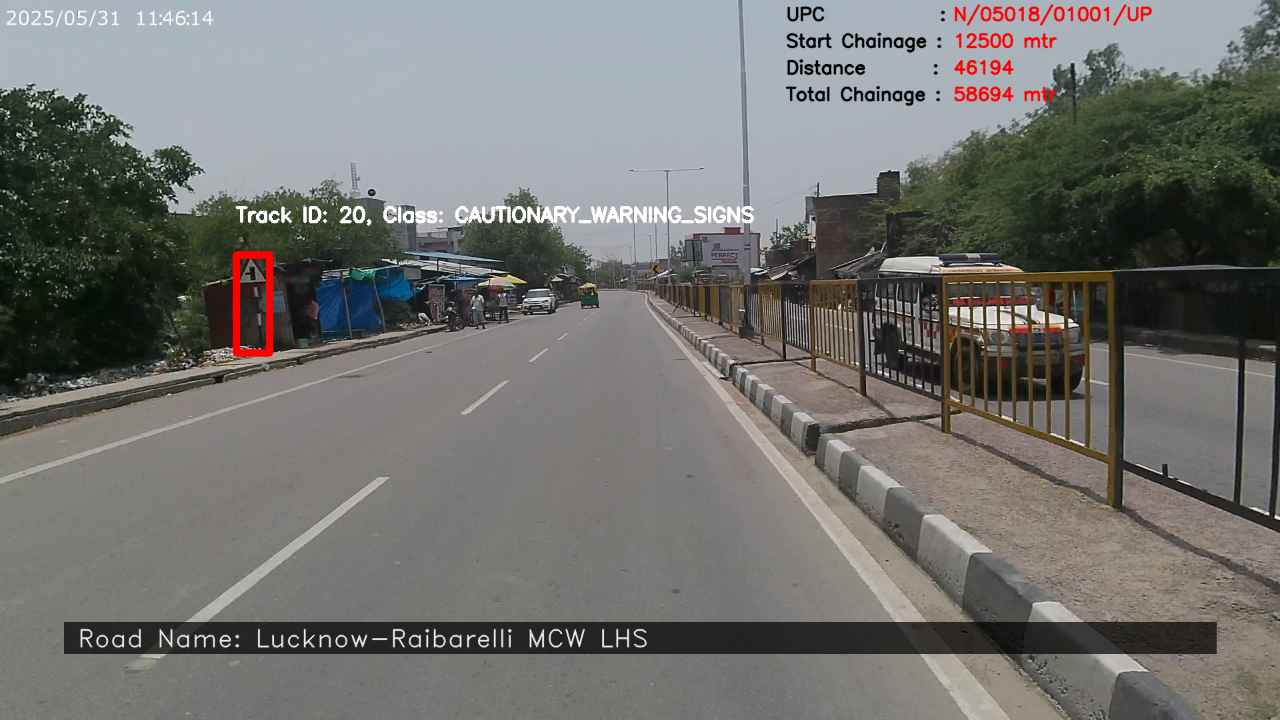 2025/05/31 11:46:14
UPC : N/05018/01001/UP
Start Chainage : 12500 mtr
Distance : 46194
Total Chainage : 58694 mtr
Track ID: 20, Class: CAUTIONARY_WARNING_SIGNS
PERFECT
Road Name: Lucknow-Raibarelli MCW LHS